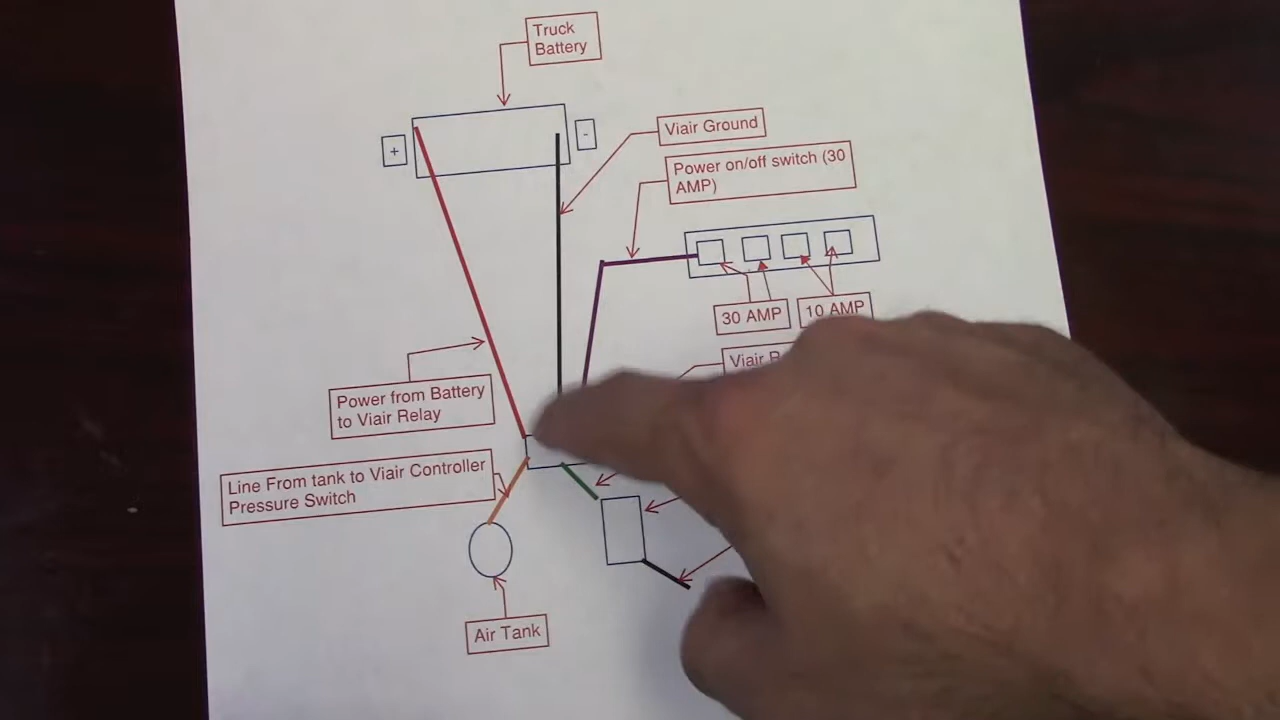 Truck
Battery
+
-
Viair Ground
Power on/off switch (30
AMP)
30 AMP
10 AMP
Viair
Power from Battery
to Viair Relay
Line From tank to Viair Controller
Pressure Switch
Air Tank